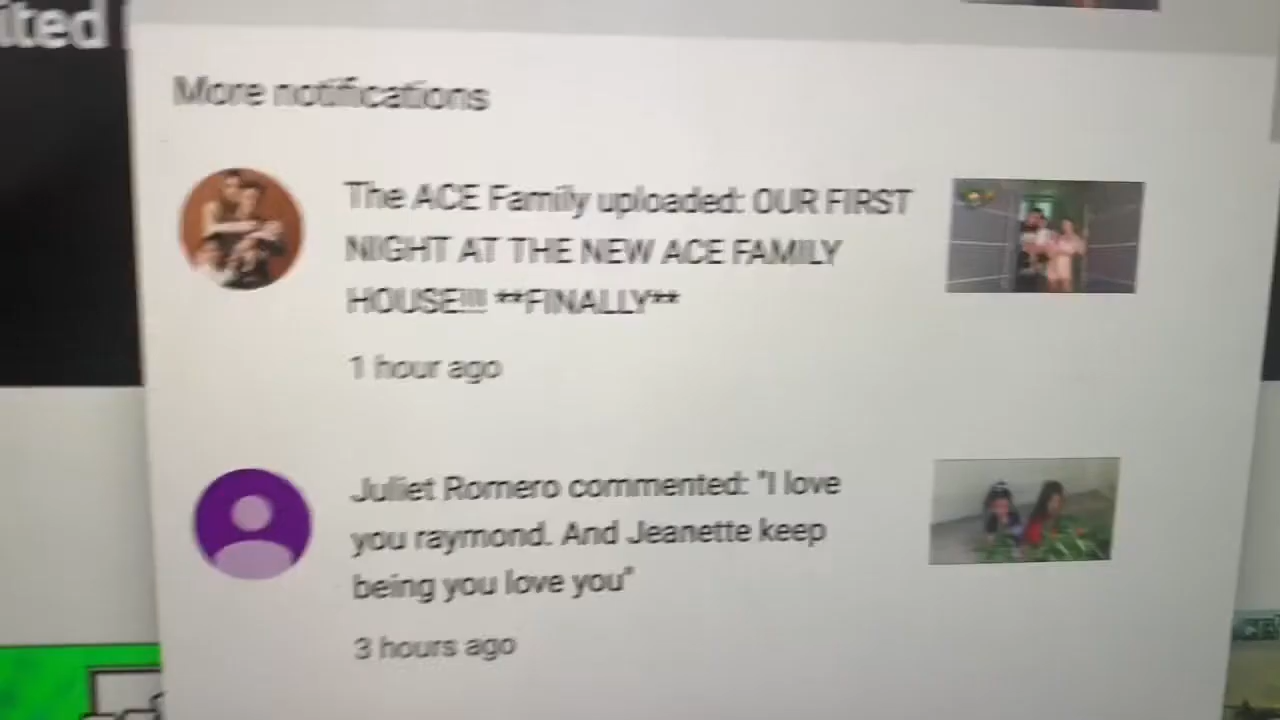 ited
More notifications
The ACE Family uploaded: OUR FIRST
NIGHT AT THE NEW ACE FAMILY
HOUSE!!!! **FINALLY**
1 hour ago
Juliet Romero commented: "I love
you raymond. And Jeanette keep
being you love you"
3 hours ago